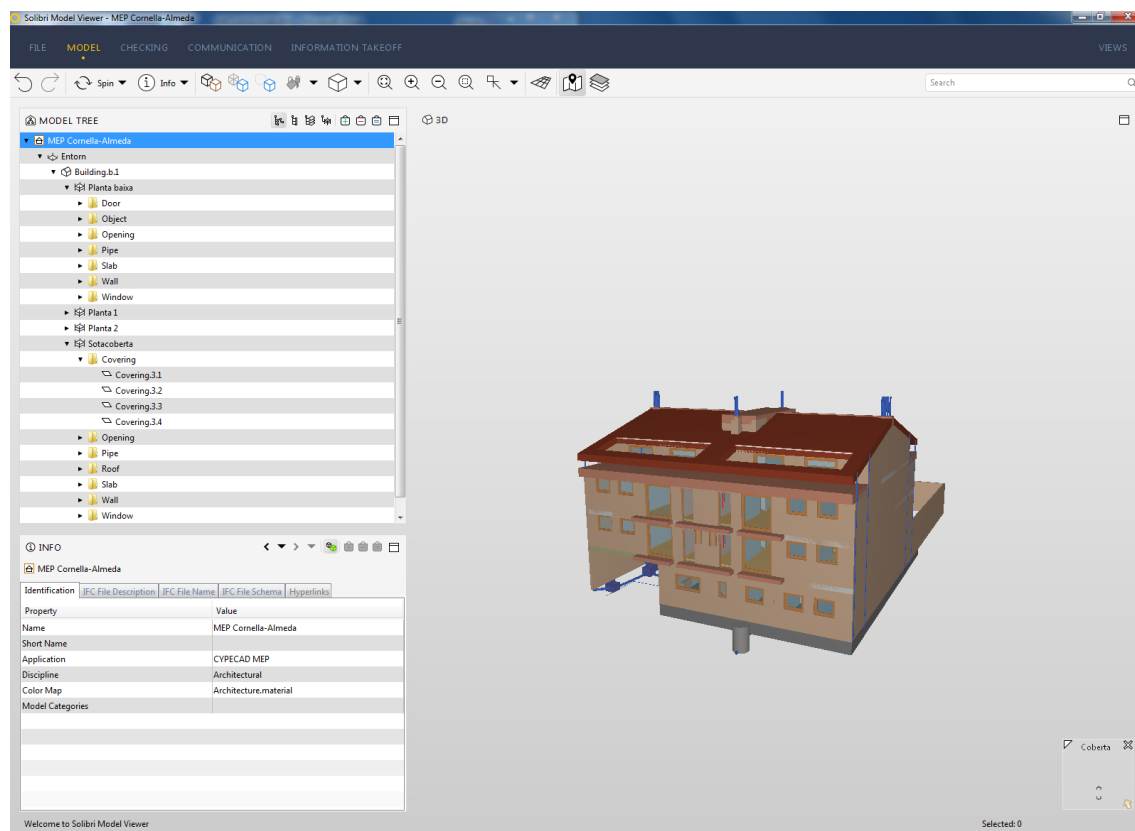 Solibri Model Viewer - MEP Cornella-Almeda
FILE MODEL CHECKING COMMUNICATION INFORMATION TAKEOFF VIEWS
Spin Info Search
MODEL TREE
3D
MEP Cornella-Almeda
Entorn
Building.b.1
Planta baixa
Door
Object
Opening
Pipe
Slab
Wall
Window
Planta 1
Planta 2
Sotacoberta
Covering
Covering.3.1
Covering.3.2
Covering.3.3
Covering.3.4
Opening
Pipe
Roof
Slab
Wall
Window
INFO
MEP Cornella-Almeda
Identification IFC File Description IFC File Name IFC File Schema Hyperlinks
Property Value
Name MEP Cornella-Almeda
Short Name
Application CYPECAD MEP
Discipline Architectural
Color Map Architecture.material
Model Categories
Coberta
Welcome to Solibri Model Viewer
Selected: 0